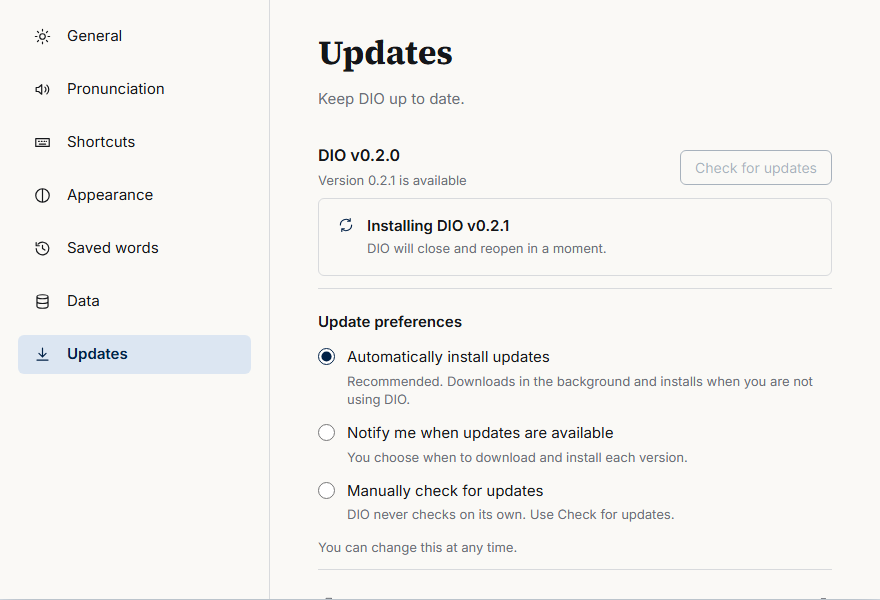 General
Pronunciation
Shortcuts
Appearance
Saved words
Data
Updates
Updates
Keep DIO up to date.
DIO v0.2.0
Version 0.2.1 is available
Check for updates
Installing DIO v0.2.1
DIO will close and reopen in a moment.
Update preferences
Automatically install updates
Recommended. Downloads in the background and installs when you are not
using DIO.
Notify me when updates are available
You choose when to download and install each version.
Manually check for updates
DIO never checks on its own. Use Check for updates.
You can change this at any time.